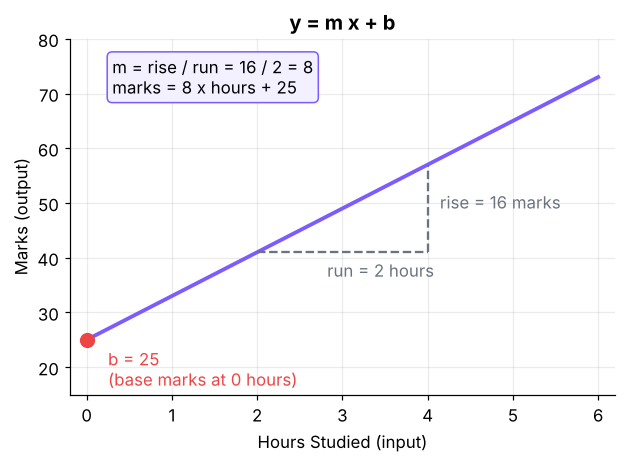 y = m x + b
m = rise / run = 16 / 2 = 8
marks = 8 x hours + 25
80
70
60
50
40
30
20
Marks (output)
rise = 16 marks
run = 2 hours
b = 25
(base marks at 0 hours)
0
1
2
3
4
5
6
Hours Studied (input)